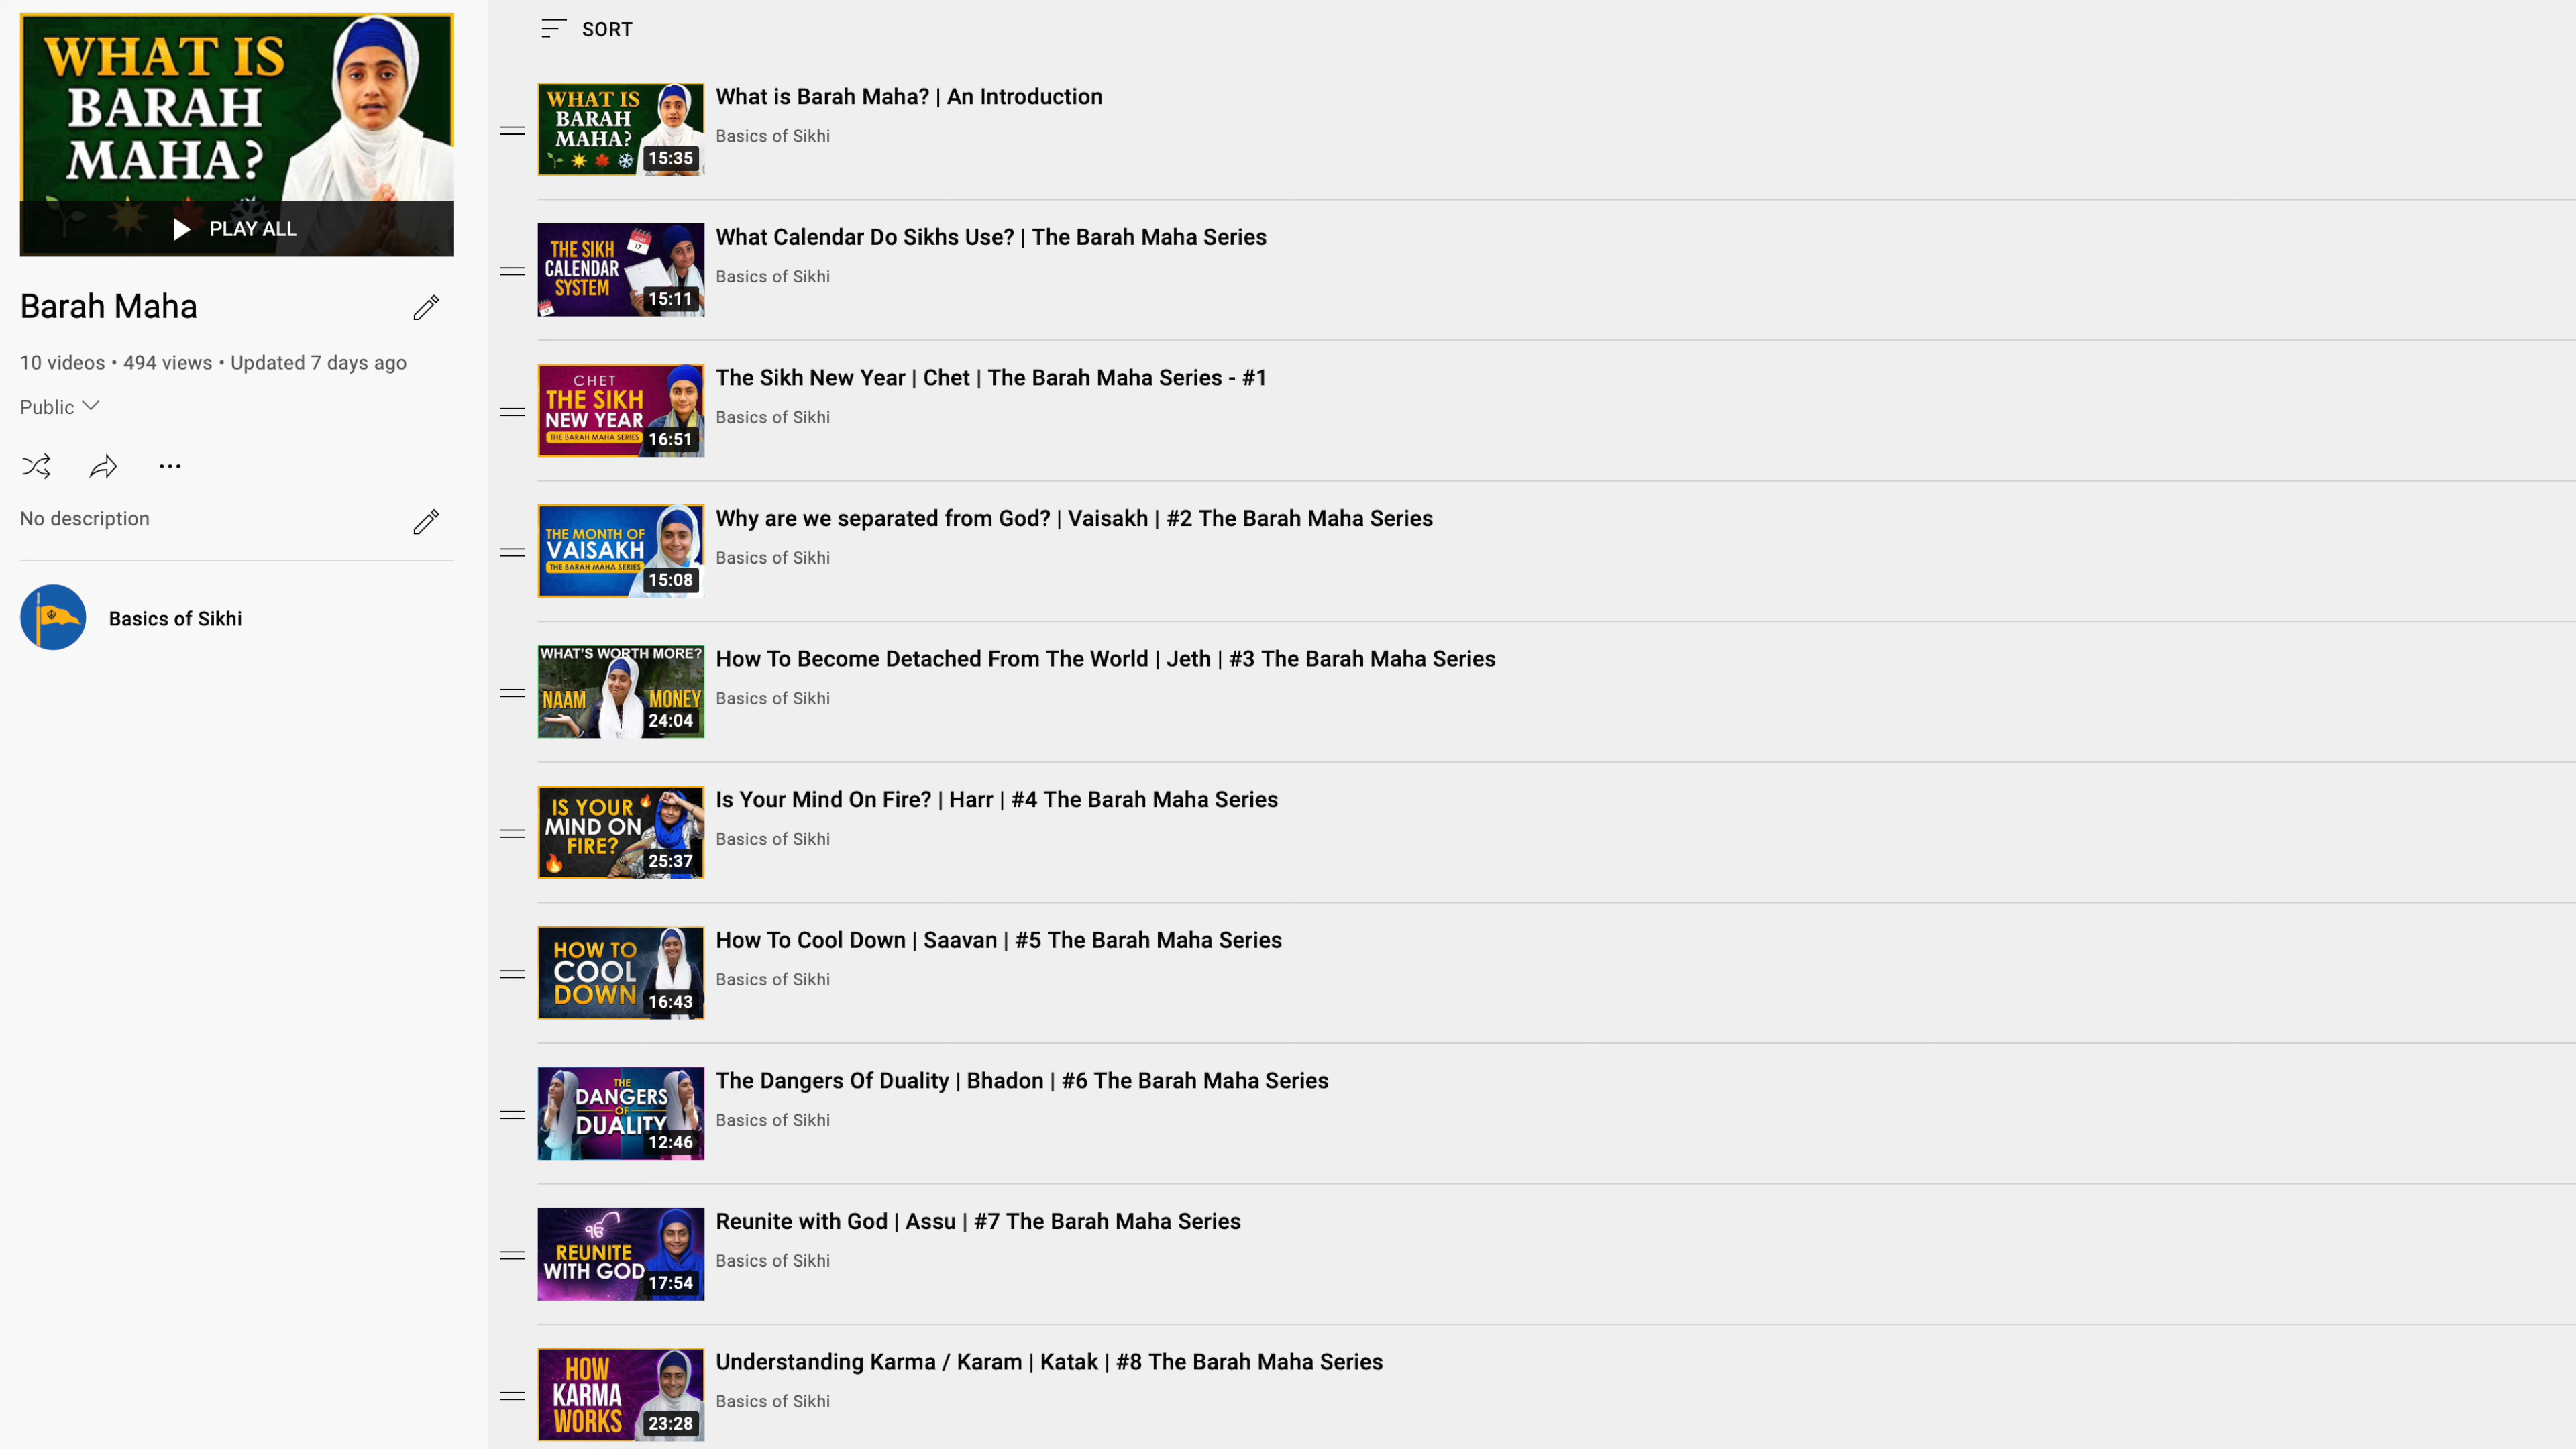 WHAT IS
BARAH
MAHA?
PLAY ALL
Barah Maha
10 videos • 494 views • Updated 7 days ago
Public
No description
Basics of Sikhi
SORT
WHAT IS
BARAH
MAHA?
15:35
What is Barah Maha? | An Introduction
Basics of Sikhi
THE SIKH
CALENDAR
SYSTEM
15:11
What Calendar Do Sikhs Use? | The Barah Maha Series
Basics of Sikhi
CHET
THE SIKH
NEW YEAR
THE BARAH MAHA SERIES
16:51
The Sikh New Year | Chet | The Barah Maha Series - #1
Basics of Sikhi
THE MONTH OF
VAISAKH
THE BARAH MAHA SERIES
15:08
Why are we separated from God? | Vaisakh | #2 The Barah Maha Series
Basics of Sikhi
WHAT'S WORTH MORE?
NAAM MONEY
24:04
How To Become Detached From The World | Jeth | #3 The Barah Maha Series
Basics of Sikhi
IS YOUR
MIND ON
FIRE?
25:37
Is Your Mind On Fire? | Harr | #4 The Barah Maha Series
Basics of Sikhi
HOW TO
COOL
DOWN
16:43
How To Cool Down | Saavan | #5 The Barah Maha Series
Basics of Sikhi
THE
DANGERS
OF
DUALITY
12:46
The Dangers Of Duality | Bhadon | #6 The Barah Maha Series
Basics of Sikhi
ੴ
REUNITE
WITH GOD
17:54
Reunite with God | Assu | #7 The Barah Maha Series
Basics of Sikhi
HOW
KARMA
WORKS
23:28
Understanding Karma / Karam | Katak | #8 The Barah Maha Series
Basics of Sikhi